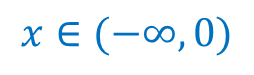 x ∈ (−∞, 0)